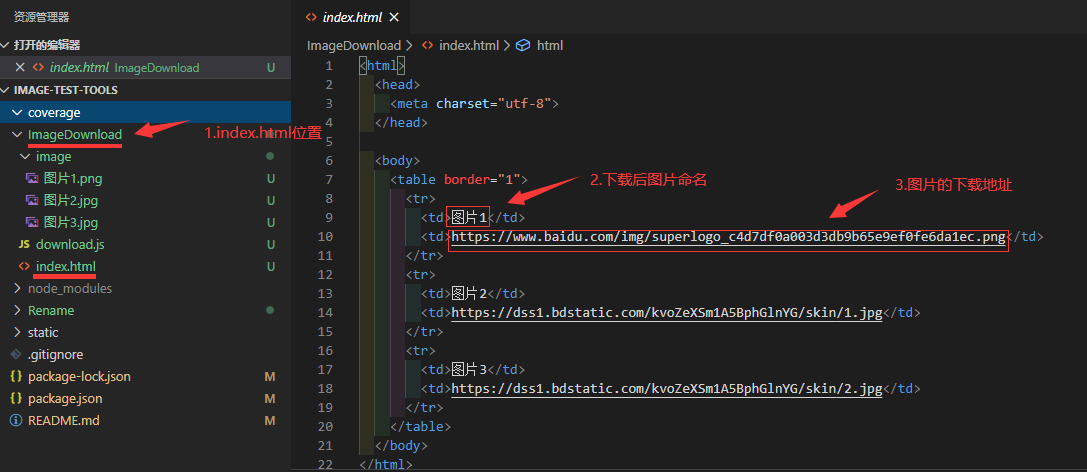 资源管理器
打开的编辑器
index.html ImageDownload U
IMAGE-TEST-TOOLS
coverage
ImageDownload
image
图片1.png U
图片2.jpg U
图片3.jpg U
JS download.js U
index.html U
node_modules
Rename
static
.gitignore
package-lock.json M
package.json M
README.md U
1.index.html位置
index.html
ImageDownload > index.html > html
1 <html>
2 <head>
3 <meta charset="utf-8">
4 </head>
5
6 <body>
7 <table border="1">
2.下载后图片命名
3.图片的下载地址
8 <tr>
9 <td>图片1</td>
10 <td>https://www.baidu.com/img/superlogo_c4d7df0a003d3db9b65e9ef0fe6da1ec.png</td>
11 </tr>
12 <tr>
13 <td>图片2</td>
14 <td>https://dss1.bdstatic.com/kvoZeXSm1A5BphGlnYG/skin/1.jpg</td>
15 </tr>
16 <tr>
17 <td>图片3</td>
18 <td>https://dss1.bdstatic.com/kvoZeXSm1A5BphGlnYG/skin/2.jpg</td>
19 </tr>
20 </table>
21 </body>
22 </html>